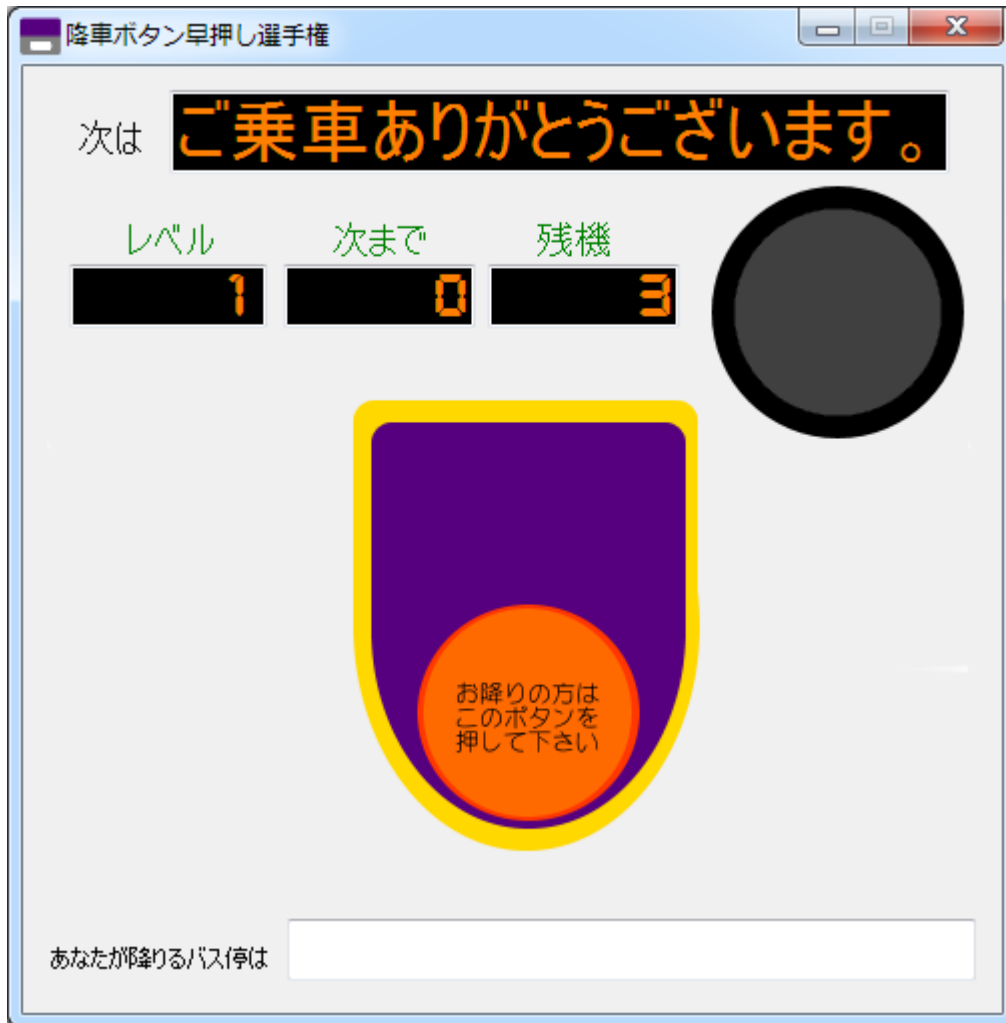 降車ボタン早押し選手権
次は ご乗車ありがとうございます。
レベル 次まで 残機
1 0 3
お降りの方は
このボタンを
押して下さい
あなたが降りるバス停は